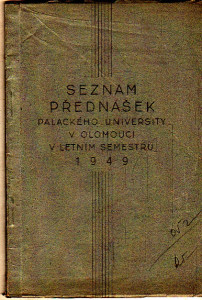 SEZNAM
PŘEDNÁŠEK
PALACKÉHO UNIVERSITY
V OLOMOUCI
V LETNÍM SEMESTRU
1949